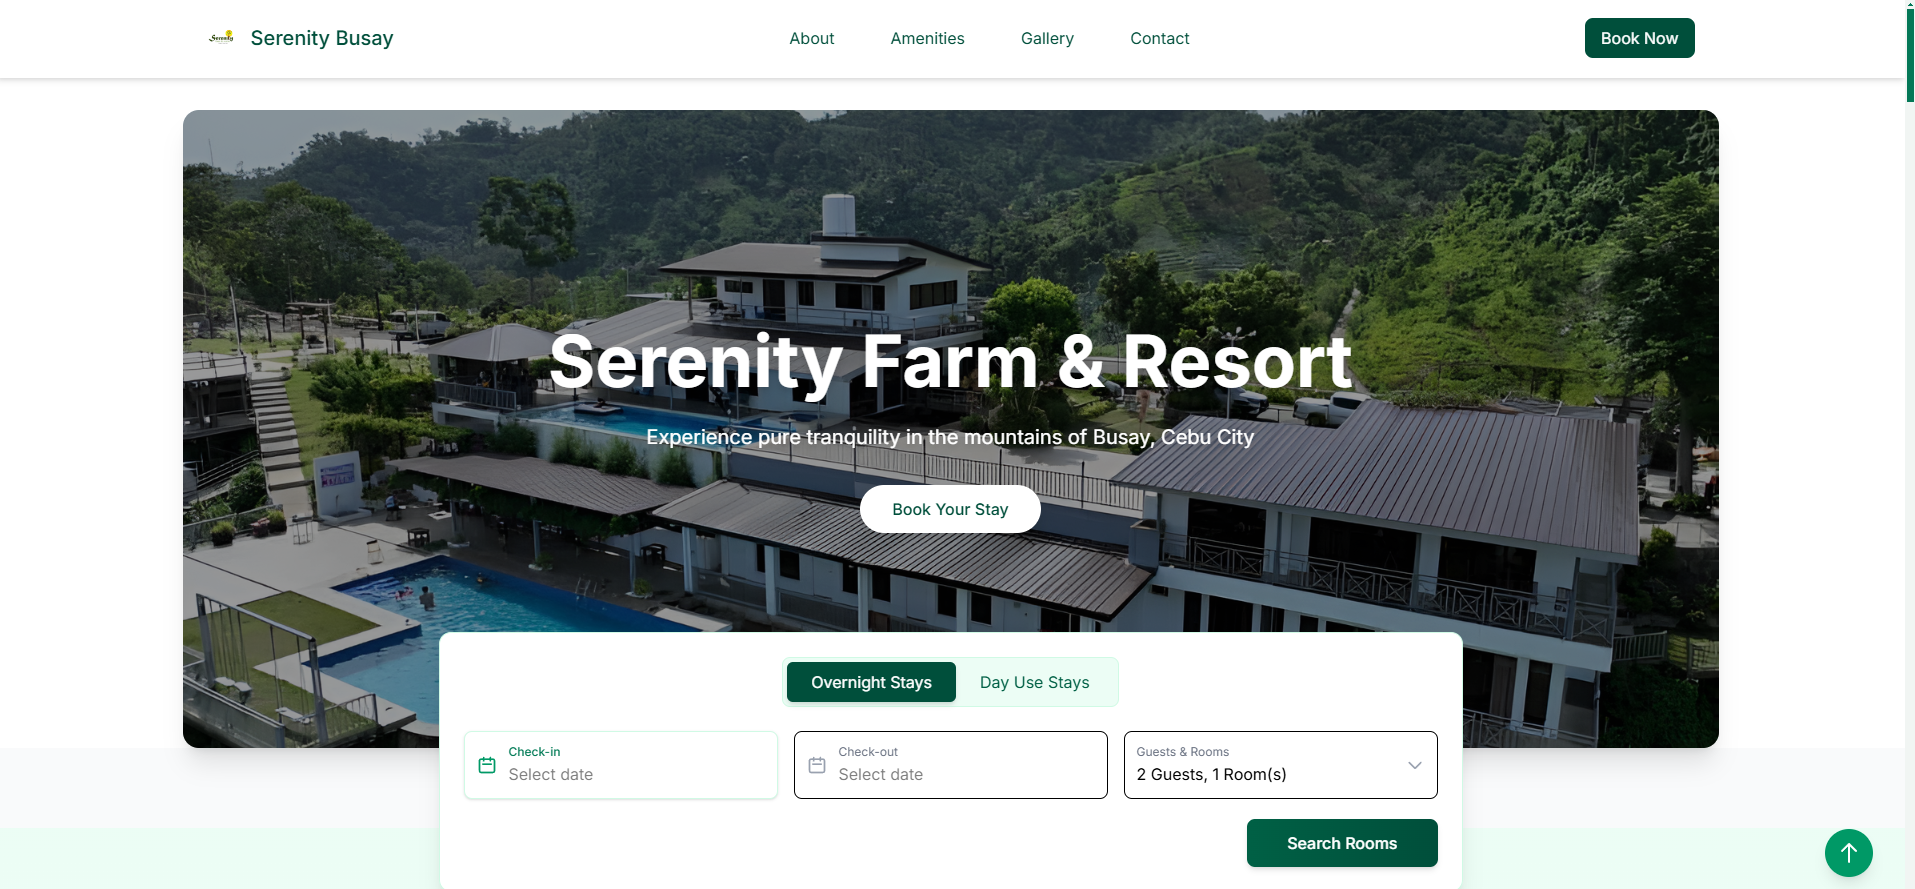 Serenity
Serenity Busay
About
Amenities
Gallery
Contact
Book Now
Serenity Farm & Resort
Experience pure tranquility in the mountains of Busay, Cebu City
Book Your Stay
Overnight Stays
Day Use Stays
Check-in
Select date
Check-out
Select date
Guests & Rooms
2 Guests, 1 Room(s)
Search Rooms